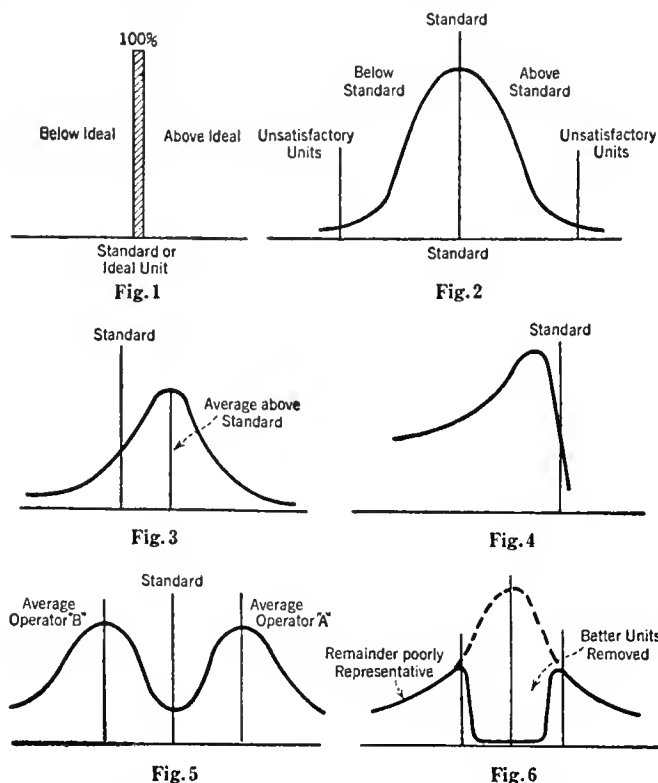 100%
Below Ideal
Above Ideal
Standard or
Ideal Unit
Fig. 1
Standard
Below
Standard
Above
Standard
Unsatisfactory
Units
Unsatisfactory
Units
Standard
Fig. 2
Standard
Average above
Standard
Fig. 3
Standard
Fig. 4
Standard
Average
Operator "B"
Average
Operator "A"
Fig. 5
Remainder poorly
Representative
Better Units
Removed
Fig. 6